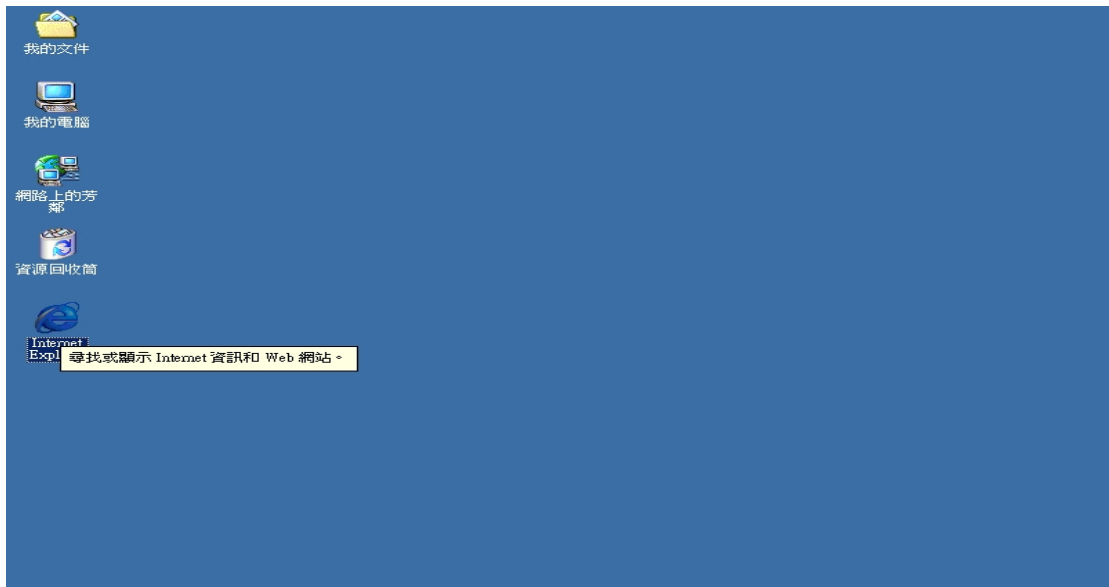 我的文件
我的電腦
網路上的芳
鄰
資源回收筒
Internet
Expl
尋找或顯示 Internet 資訊和 Web 網站。